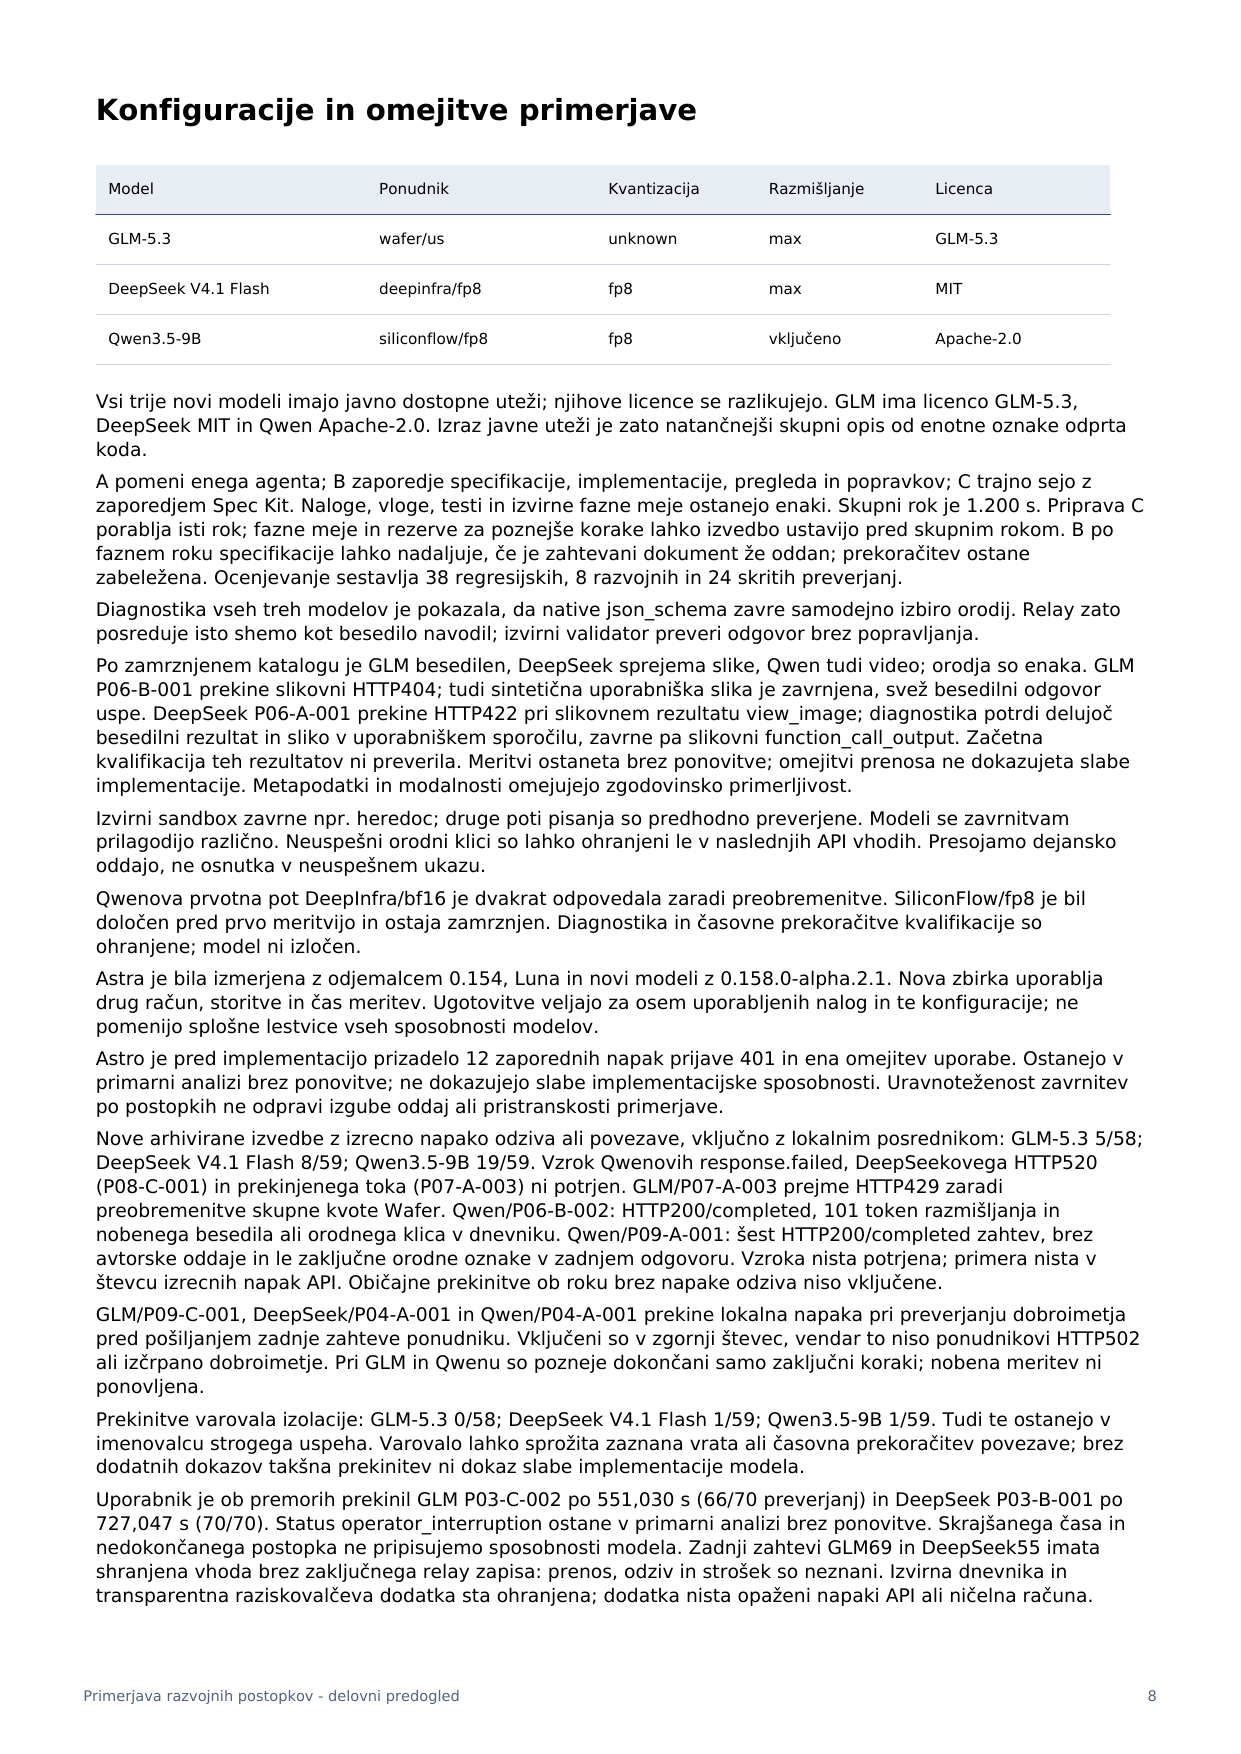 Konfiguracije in omejitve primerjave
Model Ponudnik Kvantizacija Razmišljanje Licenca
GLM-5.3 wafer/us unknown max GLM-5.3
DeepSeek V4.1 Flash deepinfra/fp8 fp8 max MIT
Qwen3.5-9B siliconflow/fp8 fp8 vključeno Apache-2.0
Vsi trije novi modeli imajo javno dostopne uteži; njihove licence se razlikujejo. GLM ima licenco GLM-5.3,
DeepSeek MIT in Qwen Apache-2.0. Izraz javne uteži je zato natančnejši skupni opis od enotne oznake odprta
koda.
A pomeni enega agenta; B zaporedje specifikacije, implementacije, pregleda in popravkov; C trajno sejo z
zaporedjem Spec Kit. Naloge, vloge, testi in izvirne fazne meje ostanejo enaki. Skupni rok je 1.200 s. Priprava C
porablja isti rok; fazne meje in rezerve za poznejše korake lahko izvedbo ustavijo pred skupnim rokom. B po
faznem roku specifikacije lahko nadaljuje, če je zahtevani dokument že oddan; prekoračitev ostane
zabeležena. Ocenjevanje sestavlja 38 regresijskih, 8 razvojnih in 24 skritih preverjanj.
Diagnostika vseh treh modelov je pokazala, da native json_schema zavre samodejno izbiro orodij. Relay zato
posreduje isto shemo kot besedilo navodil; izvirni validator preveri odgovor brez popravljanja.
Po zamrznjenem katalogu je GLM besedilen, DeepSeek sprejema slike, Qwen tudi video; orodja so enaka. GLM
P06-B-001 prekine slikovni HTTP404; tudi sintetična uporabniška slika je zavrnjena, svež besedilni odgovor
uspe. DeepSeek P06-A-001 prekine HTTP422 pri slikovnem rezultatu view_image; diagnostika potrdi delujoč
besedilni rezultat in sliko v uporabniškem sporočilu, zavrne pa slikovni function_call_output. Začetna
kvalifikacija teh rezultatov ni preverila. Meritvi ostaneta brez ponovitve; omejitvi prenosa ne dokazujeta slabe
implementacije. Metapodatki in modalnosti omejujejo zgodovinsko primerljivost.
Izvirni sandbox zavrne npr. heredoc; druge poti pisanja so predhodno preverjene. Modeli se zavrnitvam
prilagodijo različno. Neuspešni orodni klici so lahko ohranjeni le v naslednjih API vhodih. Presojamo dejansko
oddajo, ne osnutka v neuspešnem ukazu.
Qwenova prvotna pot DeepInfra/bf16 je dvakrat odpovedala zaradi preobremenitve. SiliconFlow/fp8 je bil
določen pred prvo meritvijo in ostaja zamrznjen. Diagnostika in časovne prekoračitve kvalifikacije so
ohranjene; model ni izločen.
Astra je bila izmerjena z odjemalcem 0.154, Luna in novi modeli z 0.158.0-alpha.2.1. Nova zbirka uporablja
drug račun, storitve in čas meritev. Ugotovitve veljajo za osem uporabljenih nalog in te konfiguracije; ne
pomenijo splošne lestvice vseh sposobnosti modelov.
Astro je pred implementacijo prizadelo 12 zaporednih napak prijave 401 in ena omejitev uporabe. Ostanejo v
primarni analizi brez ponovitve; ne dokazujejo slabe implementacijske sposobnosti. Uravnoteženost zavrnitev
po postopkih ne odpravi izgube oddaj ali pristranskosti primerjave.
Nove arhivirane izvedbe z izrecno napako odziva ali povezave, vključno z lokalnim posrednikom: GLM-5.3 5/58;
DeepSeek V4.1 Flash 8/59; Qwen3.5-9B 19/59. Vzrok Qwenovih response.failed, DeepSeekovega HTTP520
(P08-C-001) in prekinjenega toka (P07-A-003) ni potrjen. GLM/P07-A-003 prejme HTTP429 zaradi
preobremenitve skupne kvote Wafer. Qwen/P06-B-002: HTTP200/completed, 101 token razmišljanja in
nobenega besedila ali orodnega klica v dnevniku. Qwen/P09-A-001: šest HTTP200/completed zahtev, brez
avtorske oddaje in le zaključne orodne oznake v zadnjem odgovoru. Vzroka nista potrjena; primera nista v
števcu izrecnih napak API. Običajne prekinitve ob roku brez napake odziva niso vključene.
GLM/P09-C-001, DeepSeek/P04-A-001 in Qwen/P04-A-001 prekine lokalna napaka pri preverjanju dobroimetja
pred pošiljanjem zadnje zahteve ponudniku. Vključeni so v zgornji števec, vendar to niso ponudnikovi HTTP502
ali izčrpano dobroimetje. Pri GLM in Qwenu so pozneje dokončani samo zaključni koraki; nobena meritev ni
ponovljena.
Prekinitve varovala izolacije: GLM-5.3 0/58; DeepSeek V4.1 Flash 1/59; Qwen3.5-9B 1/59. Tudi te ostanejo v
imenovalcu strogega uspeha. Varovalo lahko sprožita zaznana vrata ali časovna prekoračitev povezave; brez
dodatnih dokazov takšna prekinitev ni dokaz slabe implementacije modela.
Uporabnik je ob premorih prekinil GLM P03-C-002 po 551,030 s (66/70 preverjanj) in DeepSeek P03-B-001 po
727,047 s (70/70). Status operator_interruption ostane v primarni analizi brez ponovitve. Skrajšanega časa in
nedokončanega postopka ne pripisujemo sposobnosti modela. Zadnji zahtevi GLM69 in DeepSeek55 imata
shranjena vhoda brez zaključnega relay zapisa: prenos, odziv in strošek so neznani. Izvirna dnevnika in
transparentna raziskovalčeva dodatka sta ohranjena; dodatka nista opaženi napaki API ali ničelna računa.
Primerjava razvojnih postopkov - delovni predogled 8